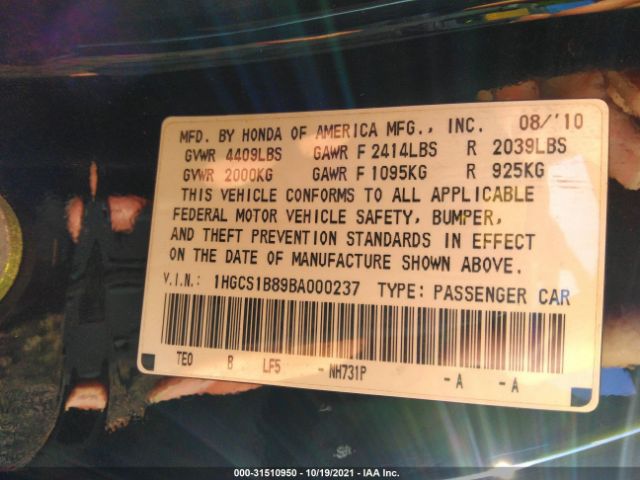 MFD. BY HONDA OF AMERICA MFG., INC. 08/'10
GVWR 4409LBS GAWR F 2414LBS R 2039LBS
GVWR 2000KG GAWR F 1095KG R 925KG
THIS VEHICLE CONFORMS TO ALL APPLICABLE
FEDERAL MOTOR VEHICLE SAFETY, BUMPER,
AND THEFT PREVENTION STANDARDS IN EFFECT
ON THE DATE OF MANUFACTURE SHOWN ABOVE.
V.I.N.: 1HGCS1B89BA000237 TYPE: PASSENGER CAR
TE0 B LF5 -NH731P -A -A
000-31510950 - 10/19/2021 - IAA Inc.